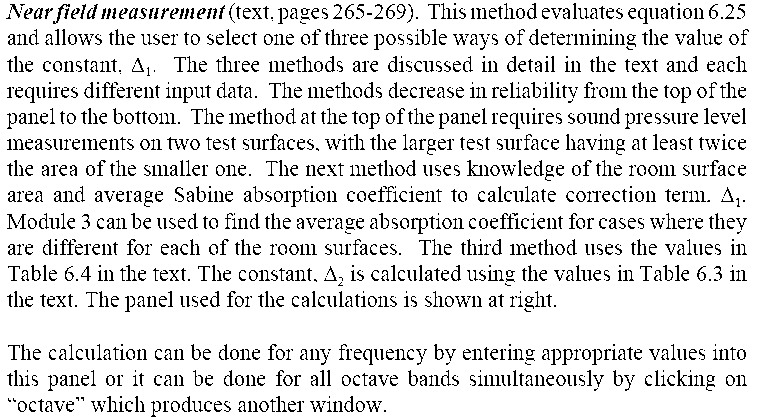 Near field measurement (text, pages 265-269). This method evaluates equation 6.25
and allows the user to select one of three possible ways of determining the value of
the constant, Δ₁. The three methods are discussed in detail in the text and each
requires different input data. The methods decrease in reliability from the top of the
panel to the bottom. The method at the top of the panel requires sound pressure level
measurements on two test surfaces, with the larger test surface having at least twice
the area of the smaller one. The next method uses knowledge of the room surface
area and average Sabine absorption coefficient to calculate correction term, Δ₁.
Module 3 can be used to find the average absorption coefficient for cases where they
are different for each of the room surfaces. The third method uses the values in
Table 6.4 in the text. The constant, Δ₂ is calculated using the values in Table 6.3 in
the text. The panel used for the calculations is shown at right.
The calculation can be done for any frequency by entering appropriate values into
this panel or it can be done for all octave bands simultaneously by clicking on
“octave” which produces another window.